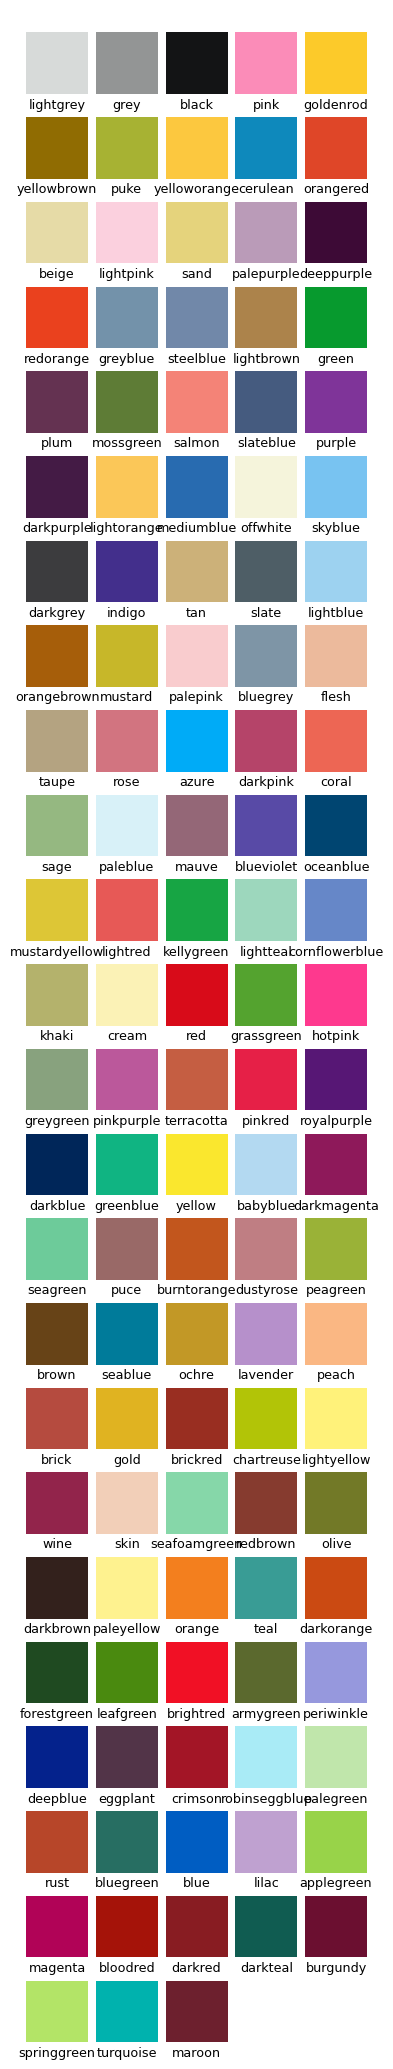 lightgrey grey black pink goldenrod
yellowbrown puke yelloworange cerulean orangered
beige lightpink sand palepurple deeppurple
redorange greyblue steelblue lightbrown green
plum mossgreen salmon slateblue purple
darkpurple lightorange mediumblue offwhite skyblue
darkgrey indigo tan slate lightblue
orangebrown mustard palepink bluegrey flesh
taupe rose azure darkpink coral
sage paleblue mauve blueviolet oceanblue
mustardyellow lightred kellygreen lightteal cornflowerblue
khaki cream red grassgreen hotpink
greygreen pinkpurple terracotta pinkred royalpurple
darkblue greenblue yellow babyblue darkmagenta
seagreen puce burntorange dustyrose peagreen
brown seablue ochre lavender peach
brick gold brickred chartreuse lightyellow
wine skin seafoamgreen redbrown olive
darkbrown paleyellow orange teal darkorange
forestgreen leafgreen brightred armygreen periwinkle
deepblue eggplant crimson robinseggblue palegreen
rust bluegreen blue lilac applegreen
magenta bloodred darkred darkteal burgundy
springgreen turquoise maroon